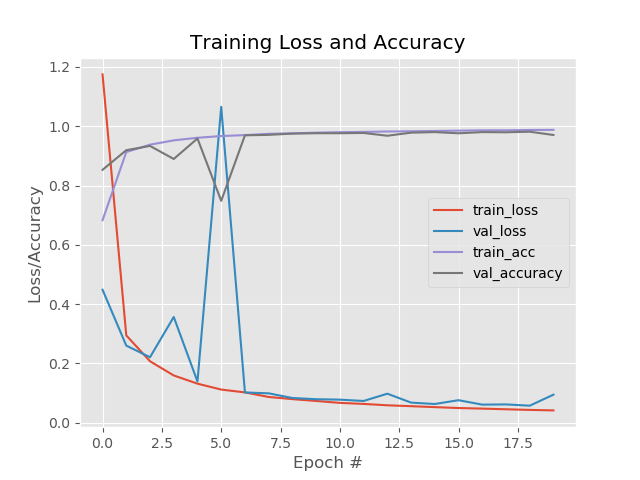 Training Loss and Accuracy
1.2
1.0
0.8
0.6
0.4
0.2
0.0
Loss/Accuracy
train_loss
val_loss
train_acc
val_accuracy
0.0 2.5 5.0 7.5 10.0 12.5 15.0 17.5
Epoch #